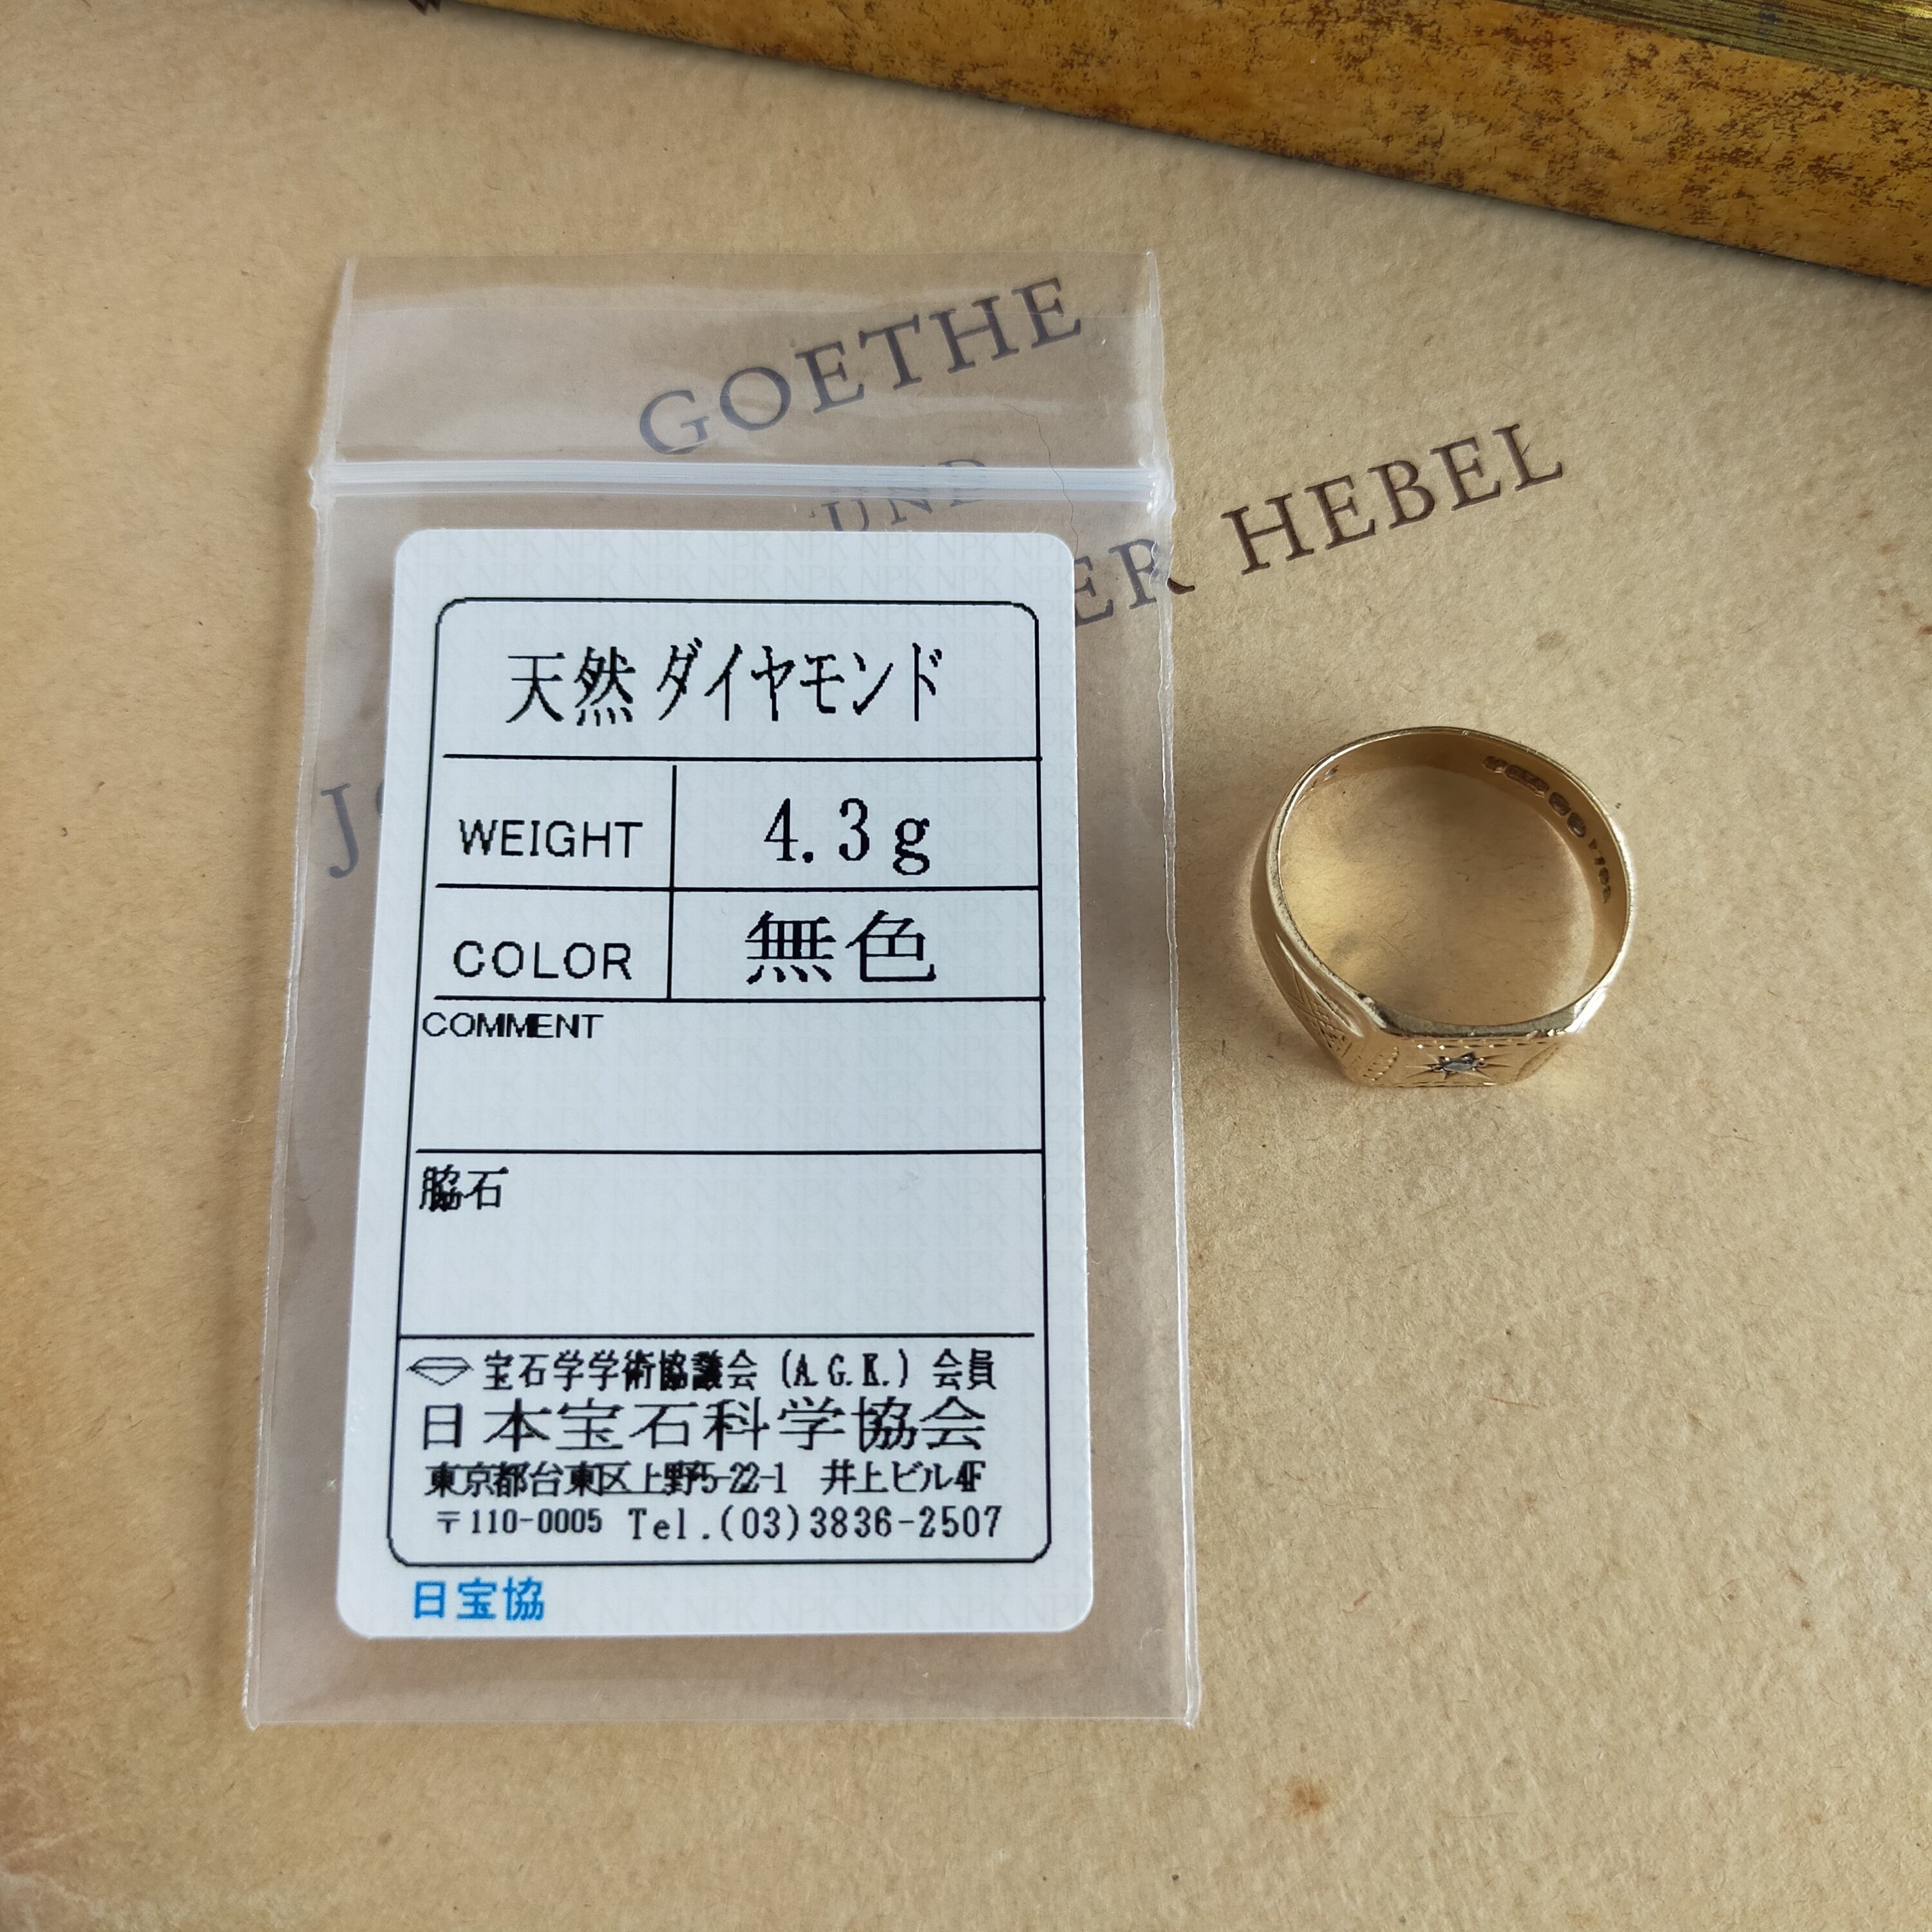 GOETHE
UND
ER HEBEL
J
天然 ダイヤモンド
WEIGHT 4.3g
COLOR 無色
COMMENT
脇石
宝石学学術協議会 (A.G.K.) 会員
日本宝石科学協会
東京都台東区上野5-22-1 井上ビル4F
〒110-0005 Tel.(03)3836-2507
日宝協